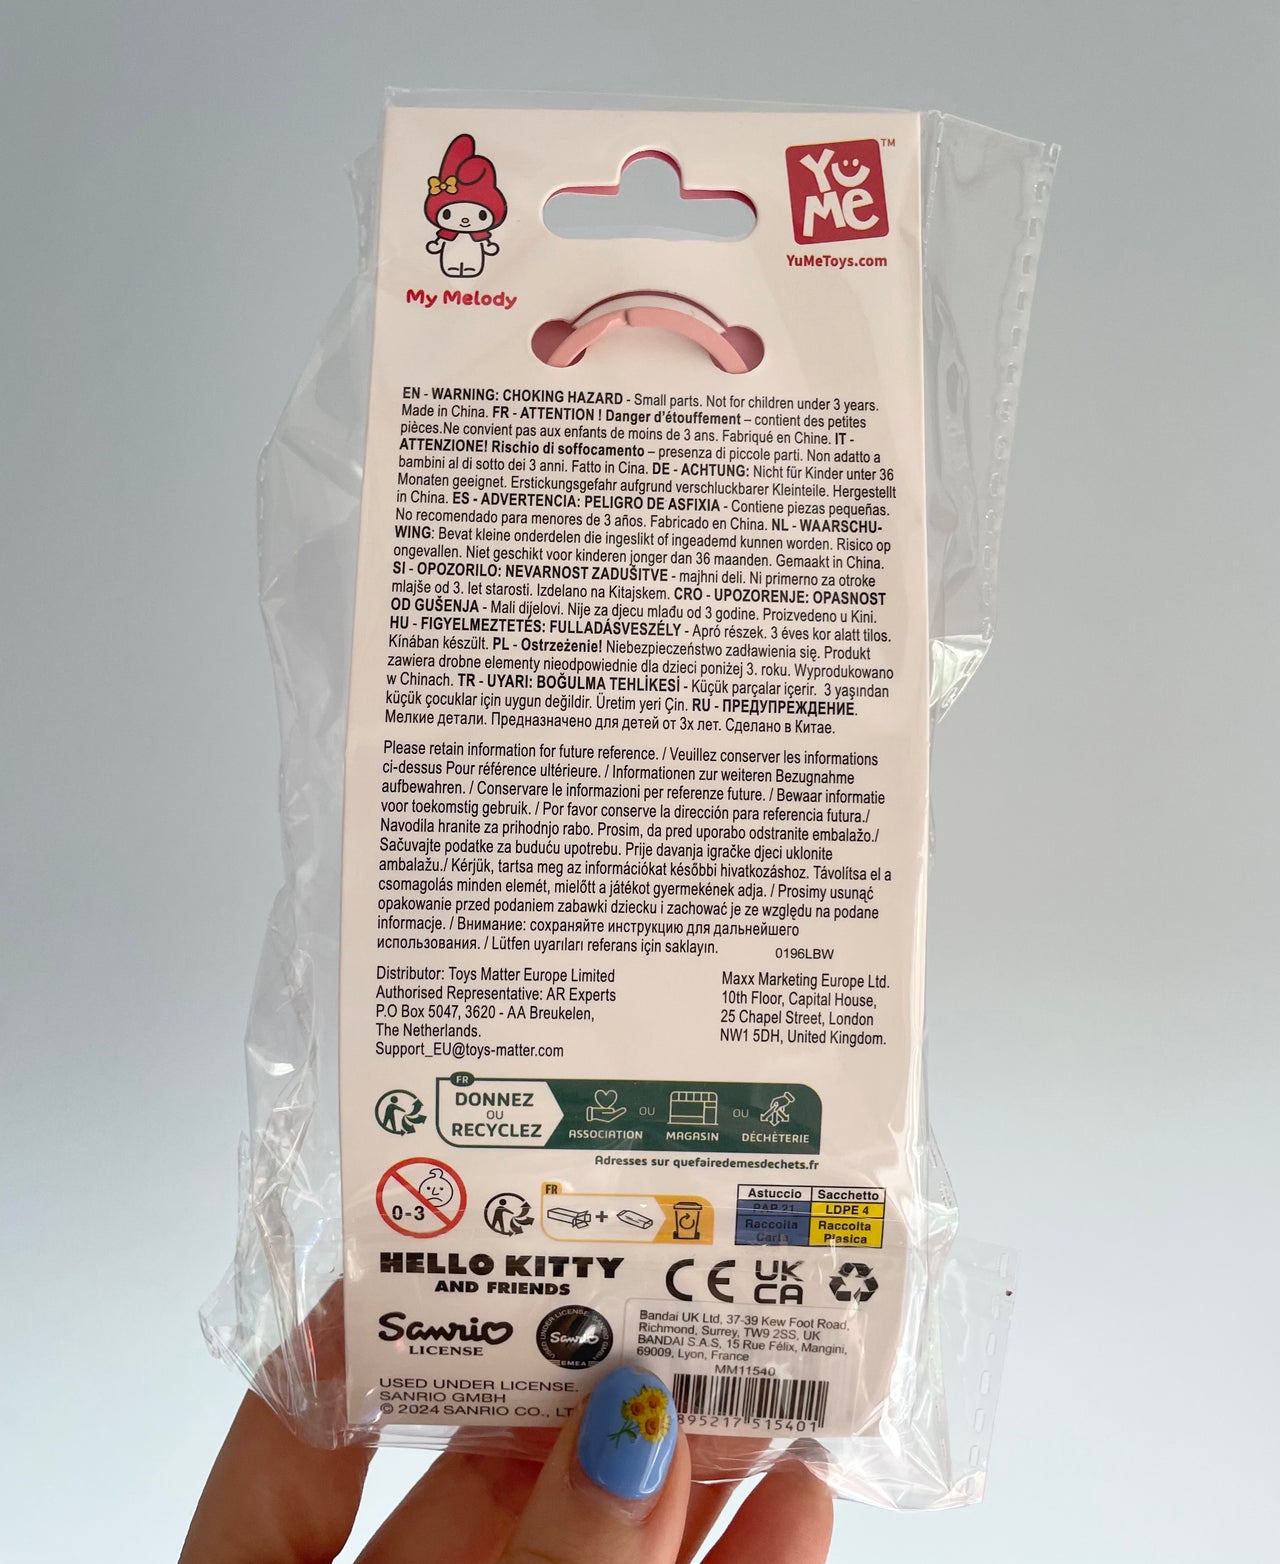 My Melody
YuMe™
YuMeToys.com
EN - WARNING: CHOKING HAZARD - Small parts. Not for children under 3 years.
Made in China. FR - ATTENTION ! Danger d'étouffement – contient des petites
pièces.Ne convient pas aux enfants de moins de 3 ans. Fabriqué en Chine. IT -
ATTENZIONE! Rischio di soffocamento – presenza di piccole parti. Non adatto a
bambini al di sotto dei 3 anni. Fatto in Cina. DE - ACHTUNG: Nicht für Kinder unter 36
Monaten geeignet. Erstickungsgefahr aufgrund verschluckbarer Kleinteile. Hergestellt
in China. ES - ADVERTENCIA: PELIGRO DE ASFIXIA - Contiene piezas pequeñas.
No recomendado para menores de 3 años. Fabricado en China. NL - WAARSCHU-
WING: Bevat kleine onderdelen die ingeslikt of ingeademd kunnen worden. Risico op
ongevallen. Niet geschikt voor kinderen jonger dan 36 maanden. Gemaakt in China.
SI - OPOZORILO: NEVARNOST ZADUŠITVE - majhni deli. Ni primerno za otroke
mlajše od 3. let starosti. Izdelano na Kitajskem. CRO - UPOZORENJE: OPASNOST
OD GUŠENJA - Mali dijelovi. Nije za djecu mlađu od 3 godine. Proizvedeno u Kini.
HU - FIGYELMEZTETÉS: FULLADÁSVESZÉLY - Apró részek. 3 éves kor alatt tilos.
Kínában készült. PL - Ostrzeżenie! Niebezpieczeństwo zadławienia się. Produkt
zawiera drobne elementy nieodpowiednie dla dzieci poniżej 3. roku. Wyprodukowano
w Chinach. TR - UYARI: BOĞULMA TEHLİKESİ - Küçük parçalar içerir. 3 yaşından
küçük çocuklar için uygun değildir. Üretim yeri Çin. RU - ПРЕДУПРЕЖДЕНИЕ.
Мелкие детали. Предназначено для детей от 3х лет. Сделано в Китае.
Please retain information for future reference. / Veuillez conserver les informations
ci-dessus Pour référence ultérieure. / Informationen zur weiteren Bezugnahme
aufbewahren. / Conservare le informazioni per referenze future. / Bewaar informatie
voor toekomstig gebruik. / Por favor conserve la dirección para referencia futura./
Navodila hranite za prihodnjo rabo. Prosim, da pred uporabo odstranite embalažo./
Sačuvajte podatke za buduću upotrebu. Prije davanja igračke djeci uklonite
ambalažu./ Kérjük, tartsa meg az információkat későbbi hivatkozáshoz. Távolítsa el a
csomagolás minden elemét, mielőtt a játékot gyermekének adja. / Prosimy usunąć
opakowanie przed podaniem zabawki dziecku i zachować je ze względu na podane
informacje. / Внимание: сохраняйте инструкцию для дальнейшего
использования. / Lütfen uyarıları referans için saklayın.
0196LBW
Distributor: Toys Matter Europe Limited
Authorised Representative: AR Experts
P.O Box 5047, 3620 - AA Breukelen,
The Netherlands.
Support_EU@toys-matter.com
Maxx Marketing Europe Ltd.
10th Floor, Capital House,
25 Chapel Street, London
NW1 5DH, United Kingdom.
FR
DONNEZ
OU
RECYCLEZ
ASSOCIATION OU MAGASIN OU DÉCHÈTERIE
Adresses sur quefairedemesdechets.fr
0-3
FR
+
Astuccio Sacchetto
PAP 21 LDPE 4
Raccolta Raccolta
Carta Plasica
HELLO KITTY
AND FRIENDS
CE UK
CA
Sanrio
LICENSE
USED UNDER LICENSE
Sanrio
EMEA
SANRIO GMBH
USED UNDER LICENSE.
SANRIO GMBH
© 2024 SANRIO CO., LT
Bandai UK Ltd, 37-39 Kew Foot Road,
Richmond, Surrey, TW9 2SS, UK
BANDAI S.A.S, 15 Rue Félix, Mangini,
69009, Lyon, France
MM11540
895217 515401